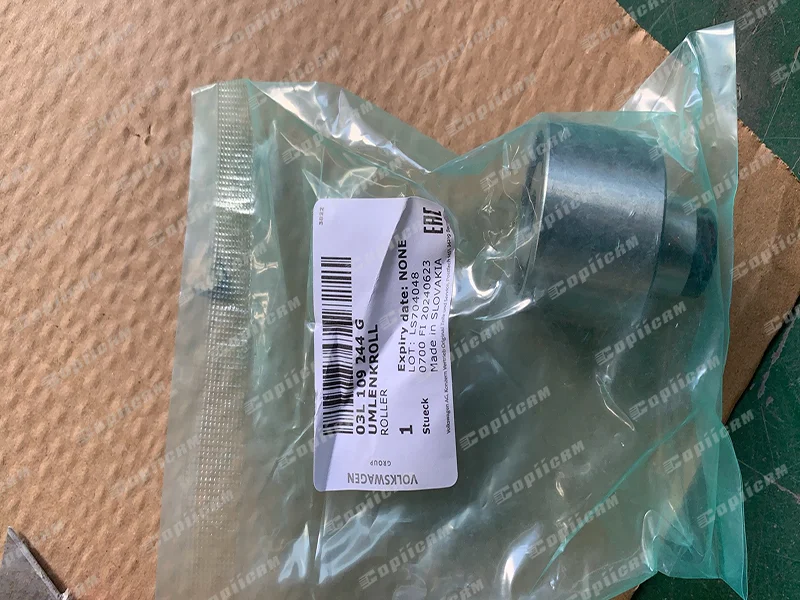 3022
03L 109 244 G
UMLENKROLL
ROLLER
1
Stueck
Expiry date: NONE
LOT: LS704048
0700 FI 20240623
Made in SLOVAKIA
EAC
VOLKSWAGEN
GROUP
CopiiCAM